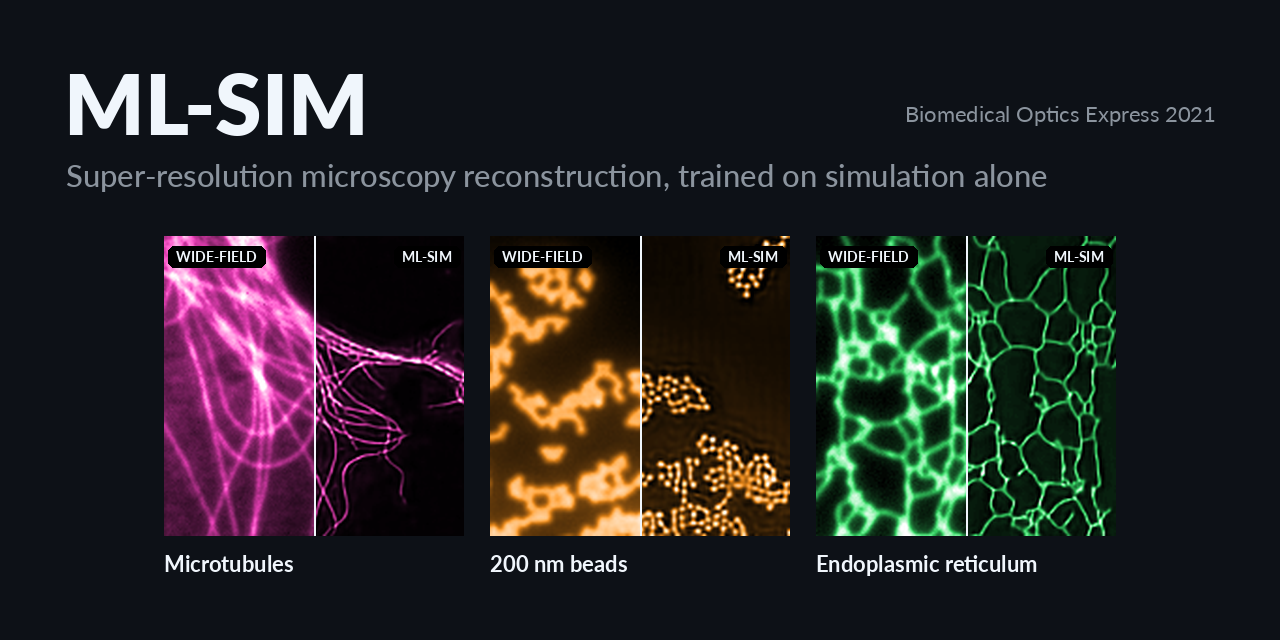 ML-SIM
Biomedical Optics Express 2021
Super-resolution microscopy reconstruction, trained on simulation alone
WIDE-FIELD
ML-SIM
WIDE-FIELD
ML-SIM
WIDE-FIELD
ML-SIM
Microtubules
200 nm beads
Endoplasmic reticulum